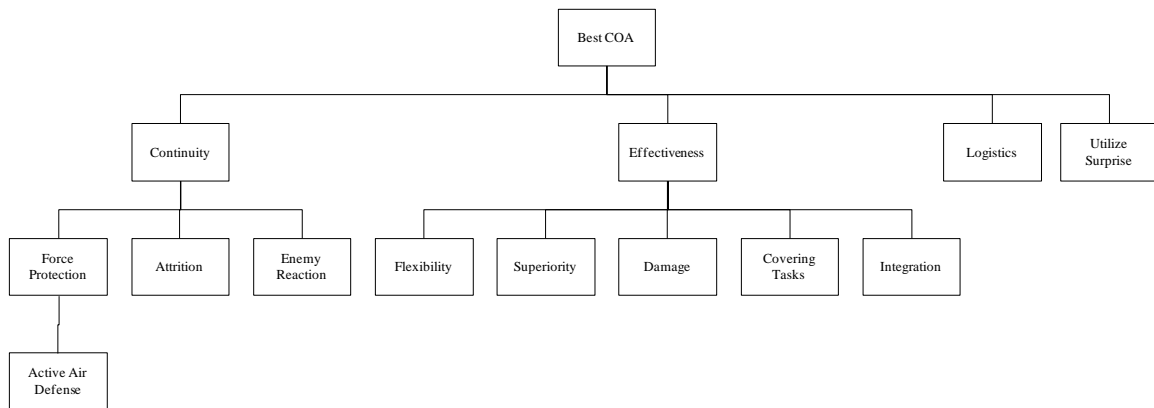 Best COA
Continuity
Effectiveness
Logistics
Utilize
Surprise
Force
Protection
Attrition
Enemy
Reaction
Flexibility
Superiority
Damage
Covering
Tasks
Integration
Active Air
Defense